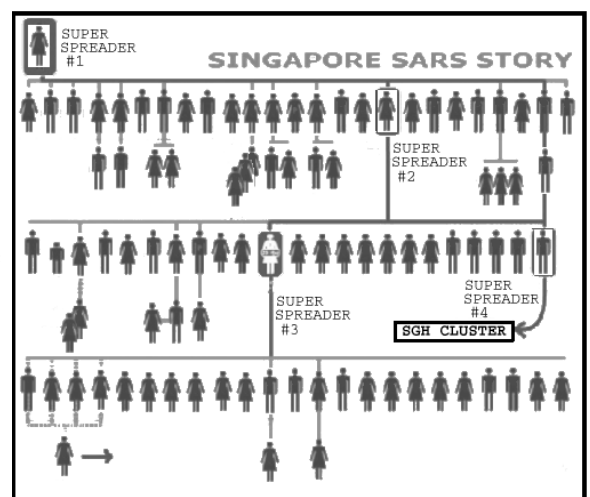 SUPER
SPREADER
#1
SINGAPORE SARS STORY
SUPER
SPREADER
#2
SUPER
SPREADER
#3
SUPER
SPREADER
#4
SGH CLUSTER